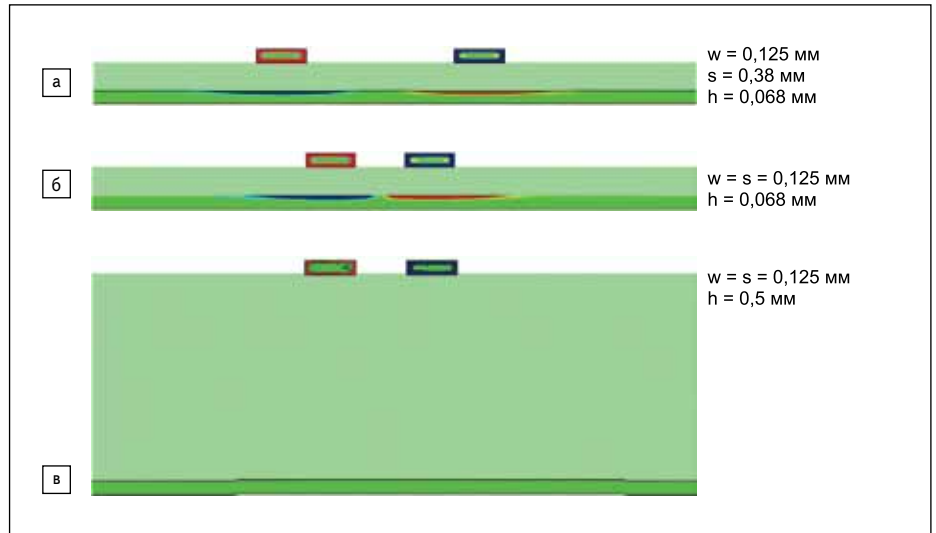 а
w = 0,125 мм
s = 0,38 мм
h = 0,068 мм
б
w = s = 0,125 мм
h = 0,068 мм
w = s = 0,125 мм
h = 0,5 мм
в